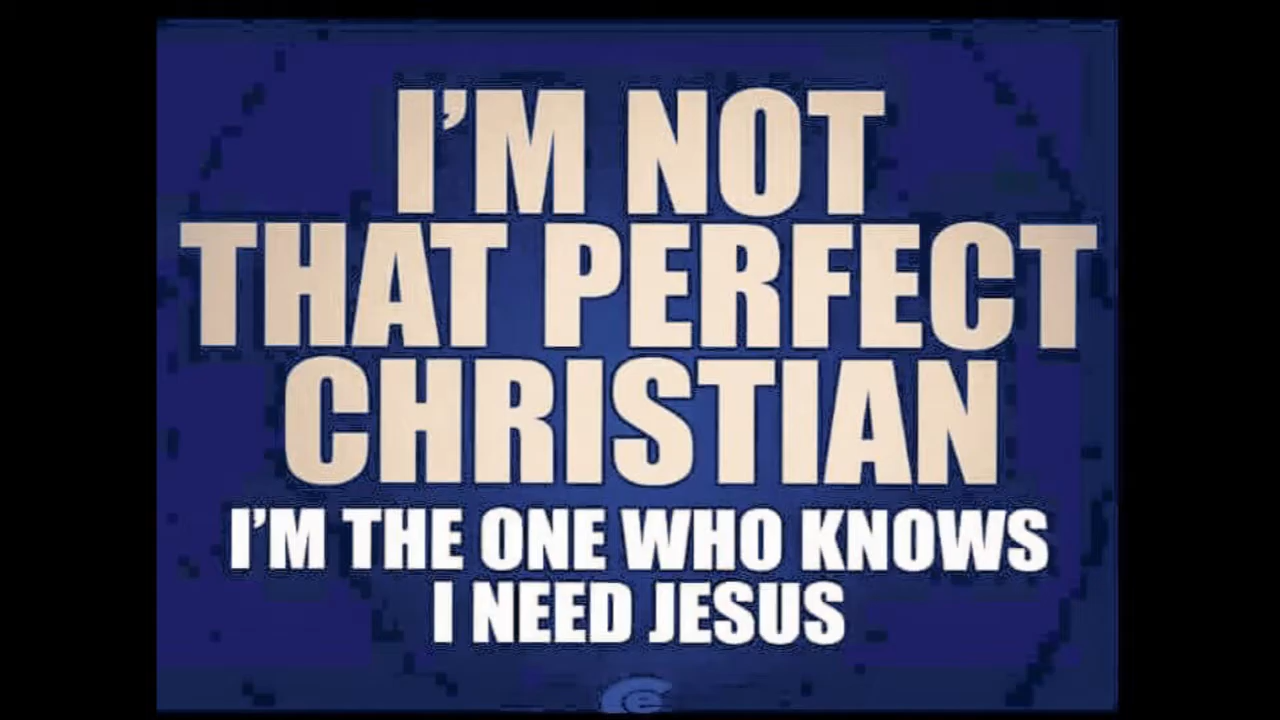 I'M NOT
THAT PERFECT
CHRISTIAN
I'M THE ONE WHO KNOWS
I NEED JESUS